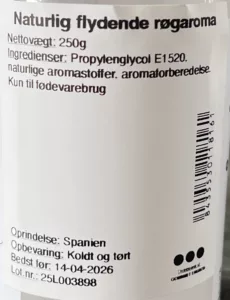 Naturlig flydende røgaroma
Nettovægt: 250g
Ingredienser: Propylenglycol E1520,
naturlige aromastoffer, aromaforberedelse.
Kun til fødevarebrug
Oprindelse: Spanien
Opbevaring: Koldt og tørt
Bedst før: 14-04-2026
Lot.nr.: 25L003898